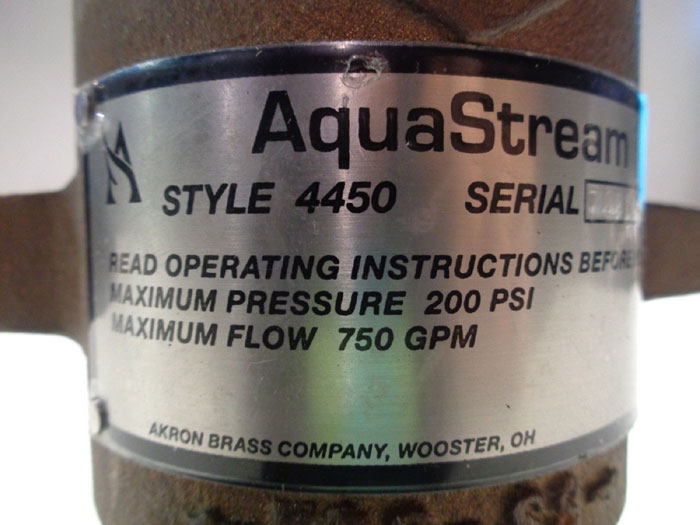 AquaStream
STYLE 4450 SERIAL
READ OPERATING INSTRUCTIONS BEFORE
MAXIMUM PRESSURE 200 PSI
MAXIMUM FLOW 750 GPM
AKRON BRASS COMPANY, WOOSTER, OH